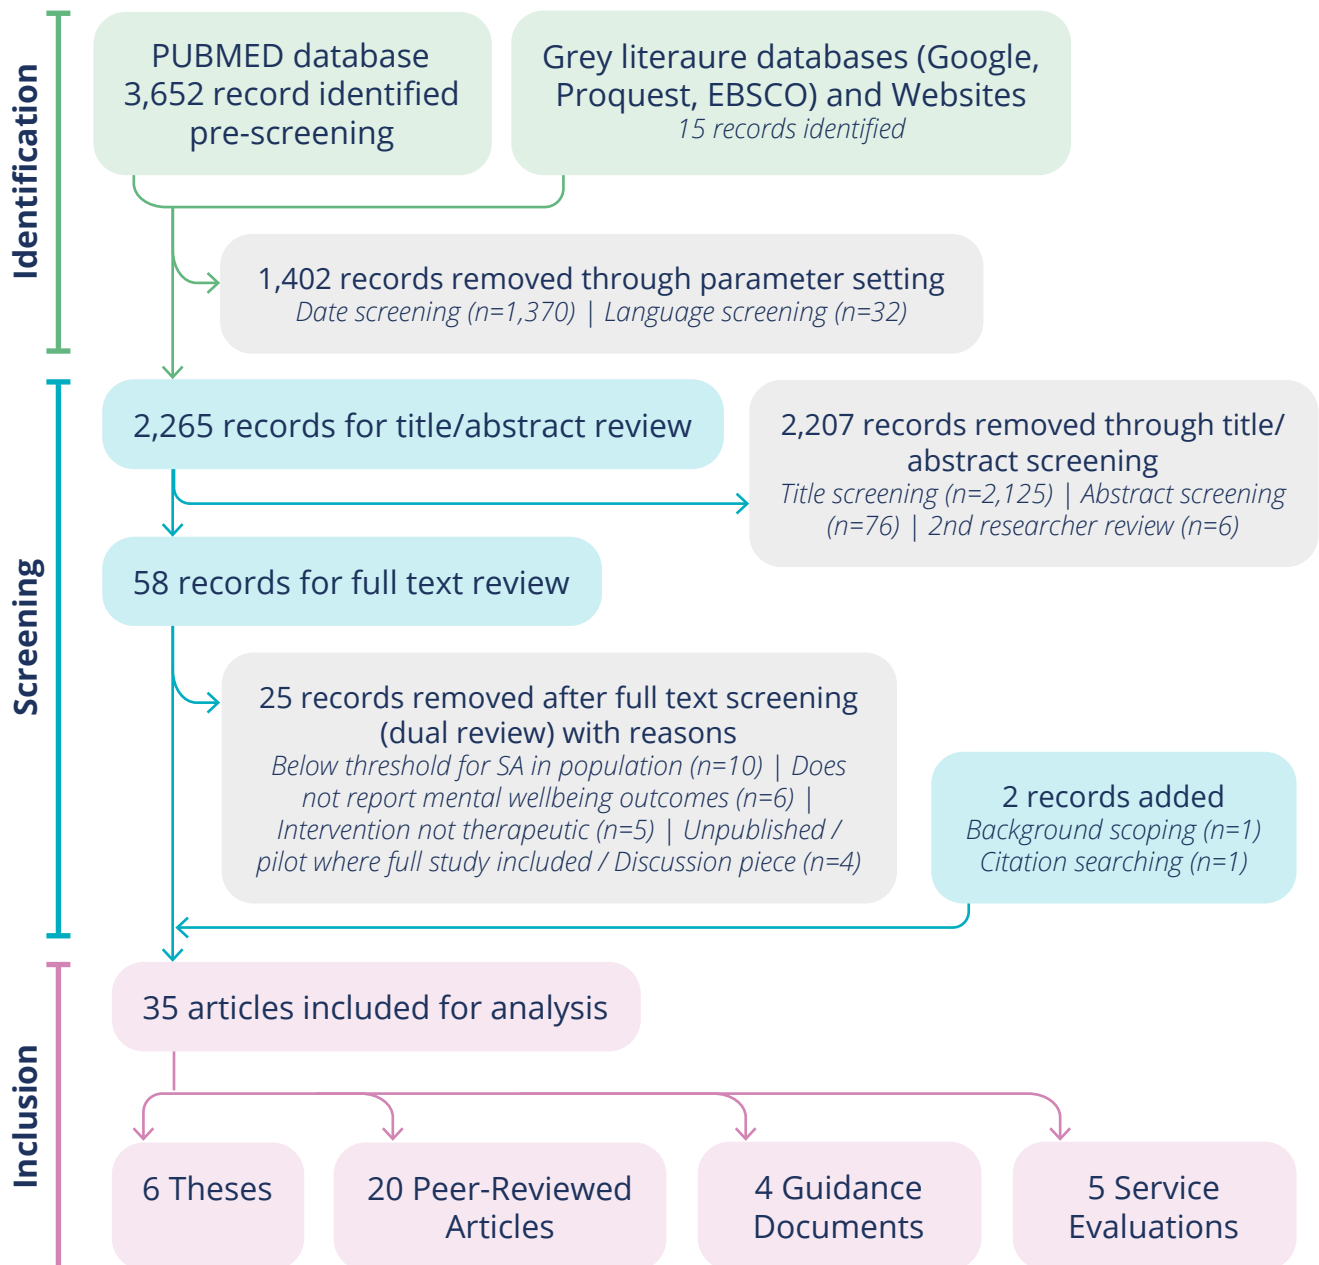 Identification
PUBMED database
3,652 record identified
pre-screening
Grey literaure databases (Google,
Proquest, EBSCO) and Websites
15 records identified
1,402 records removed through parameter setting
Date screening (n=1,370) | Language screening (n=32)
Screening
2,265 records for title/abstract review
2,207 records removed through title/
abstract screening
Title screening (n=2,125) | Abstract screening
(n=76) | 2nd researcher review (n=6)
58 records for full text review
25 records removed after full text screening
(dual review) with reasons
Below threshold for SA in population (n=10) | Does
not report mental wellbeing outcomes (n=6) |
Intervention not therapeutic (n=5) | Unpublished /
pilot where full study included / Discussion piece (n=4)
2 records added
Background scoping (n=1)
Citation searching (n=1)
Inclusion
35 articles included for analysis
6 Theses
20 Peer-Reviewed
Articles
4 Guidance
Documents
5 Service
Evaluations